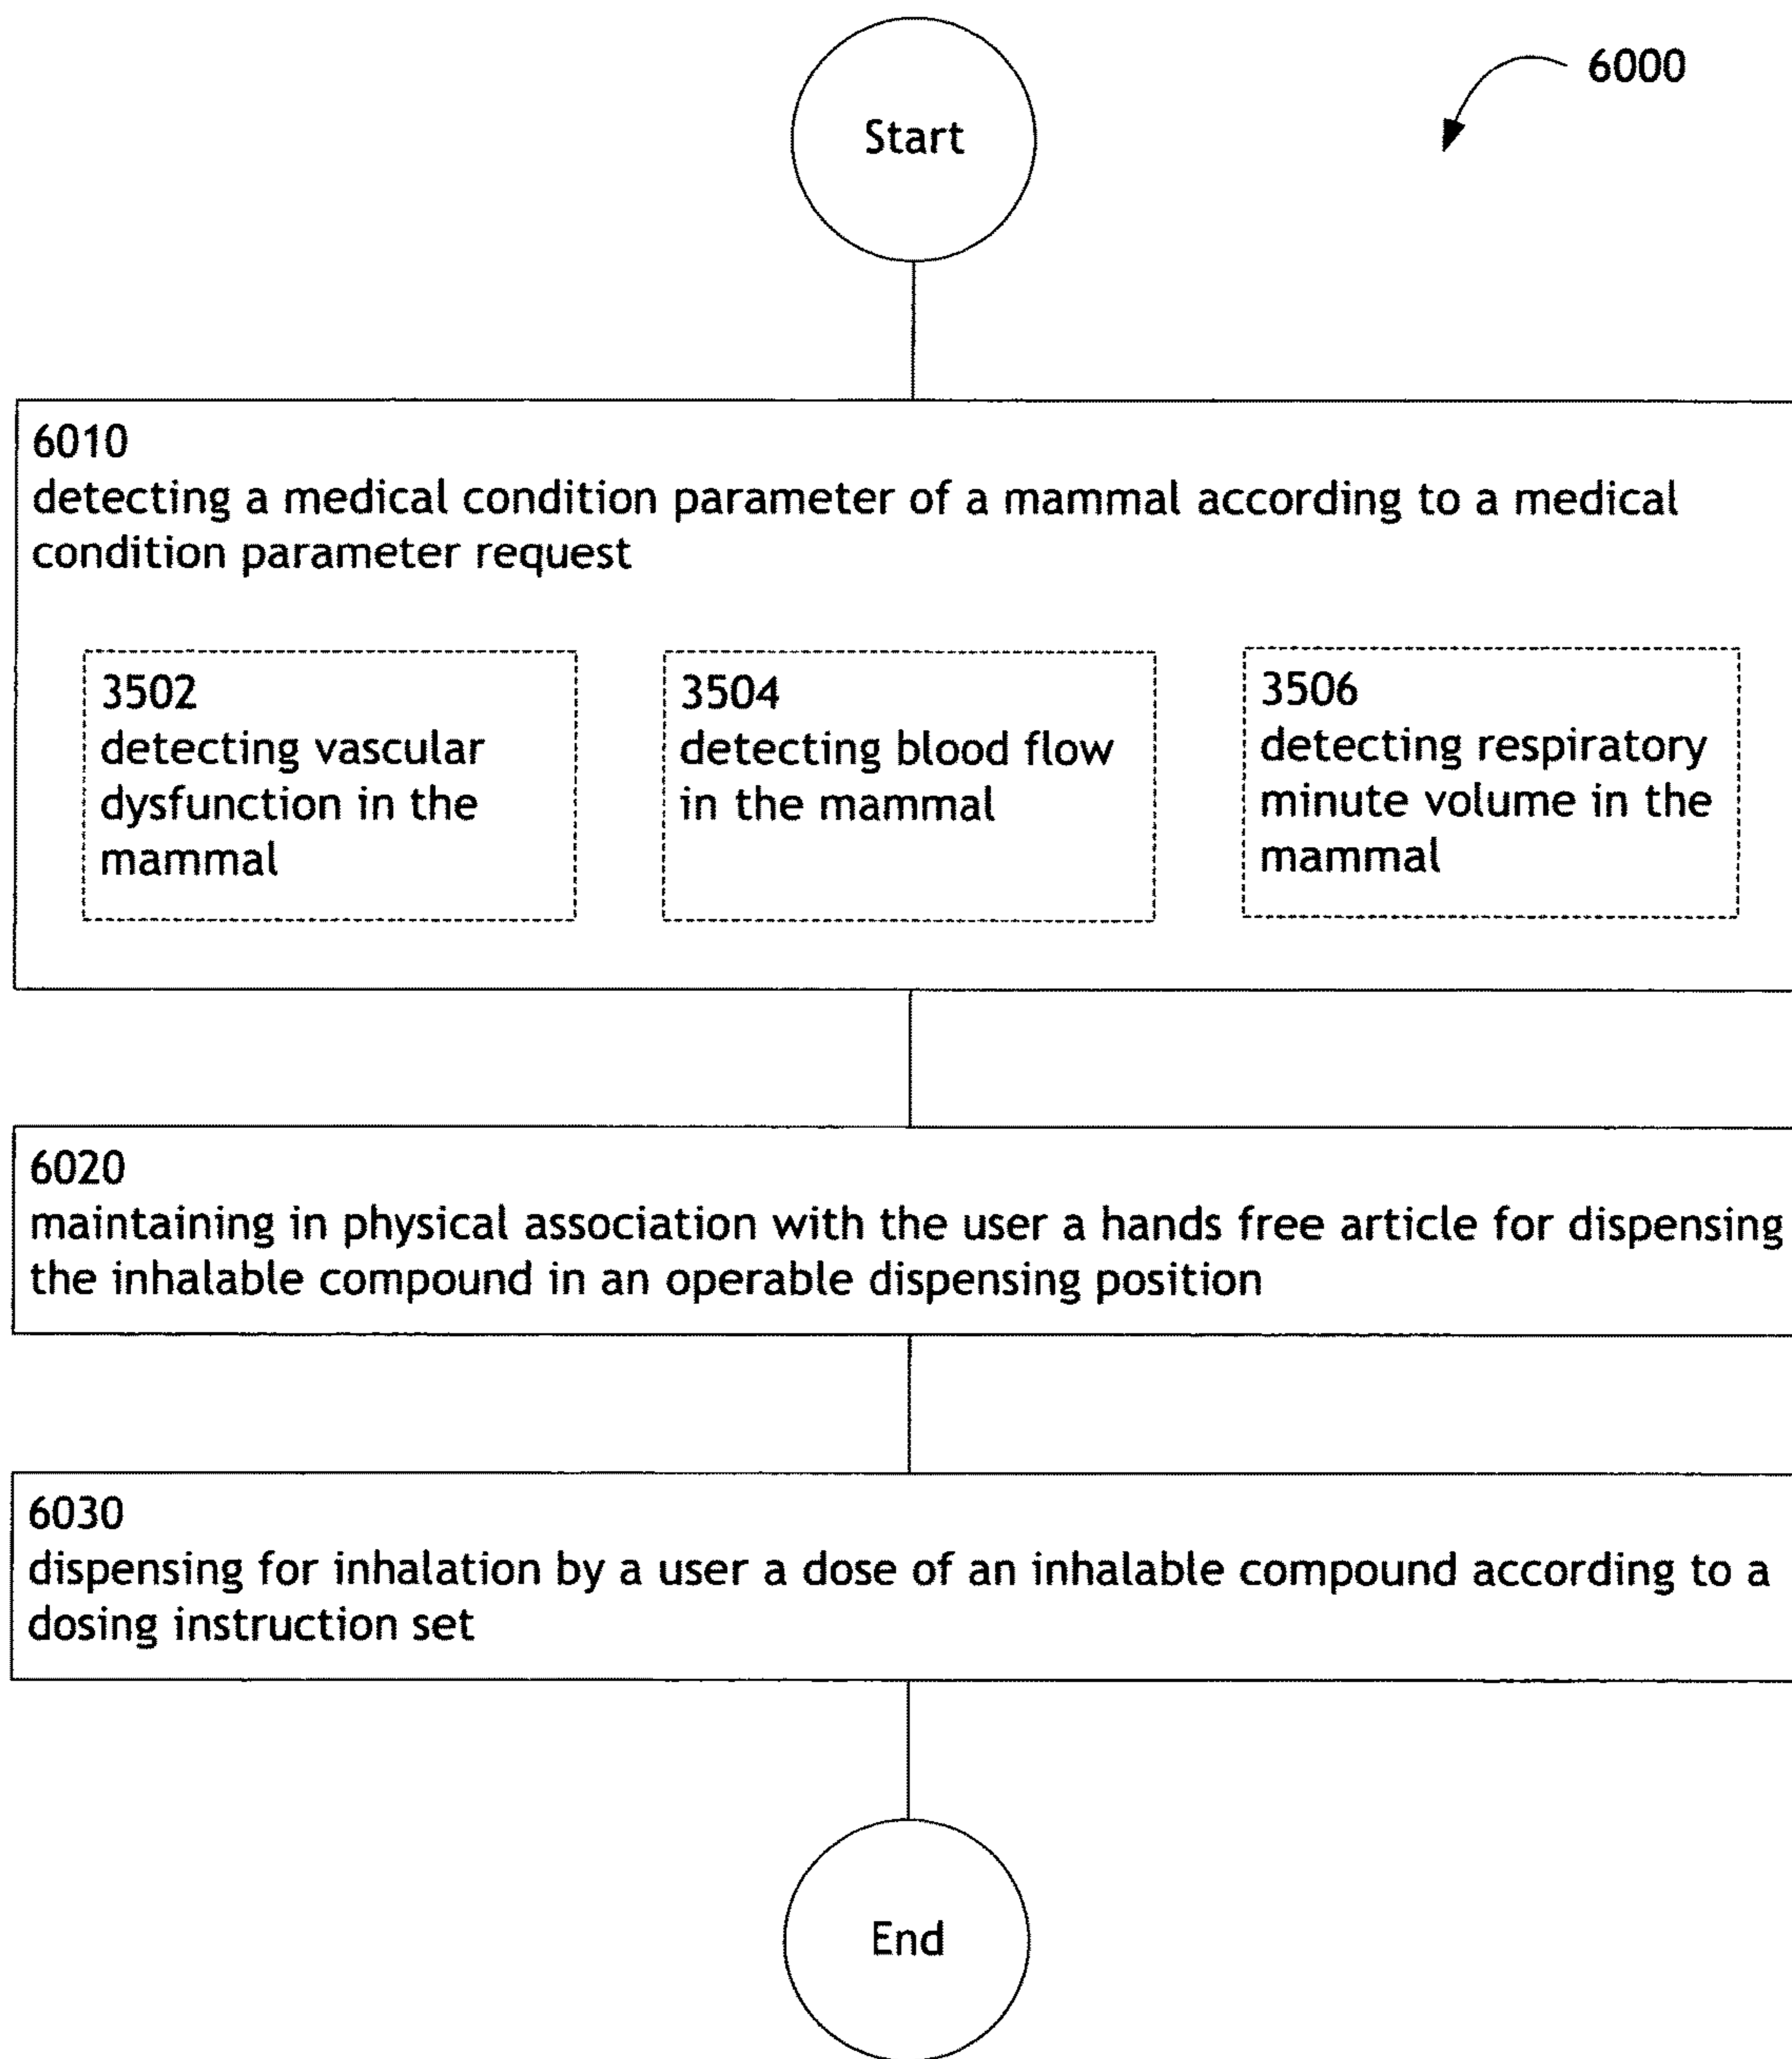 Start
6000
6010
detecting a medical condition parameter of a mammal according to a medical
condition parameter request
3502
detecting vascular
dysfunction in the
mammal
3504
detecting blood flow
in the mammal
3506
detecting respiratory
minute volume in the
mammal
6020
maintaining in physical association with the user a hands free article for dispensing
the inhalable compound in an operable dispensing position
6030
dispensing for inhalation by a user a dose of an inhalable compound according to a
dosing instruction set
End